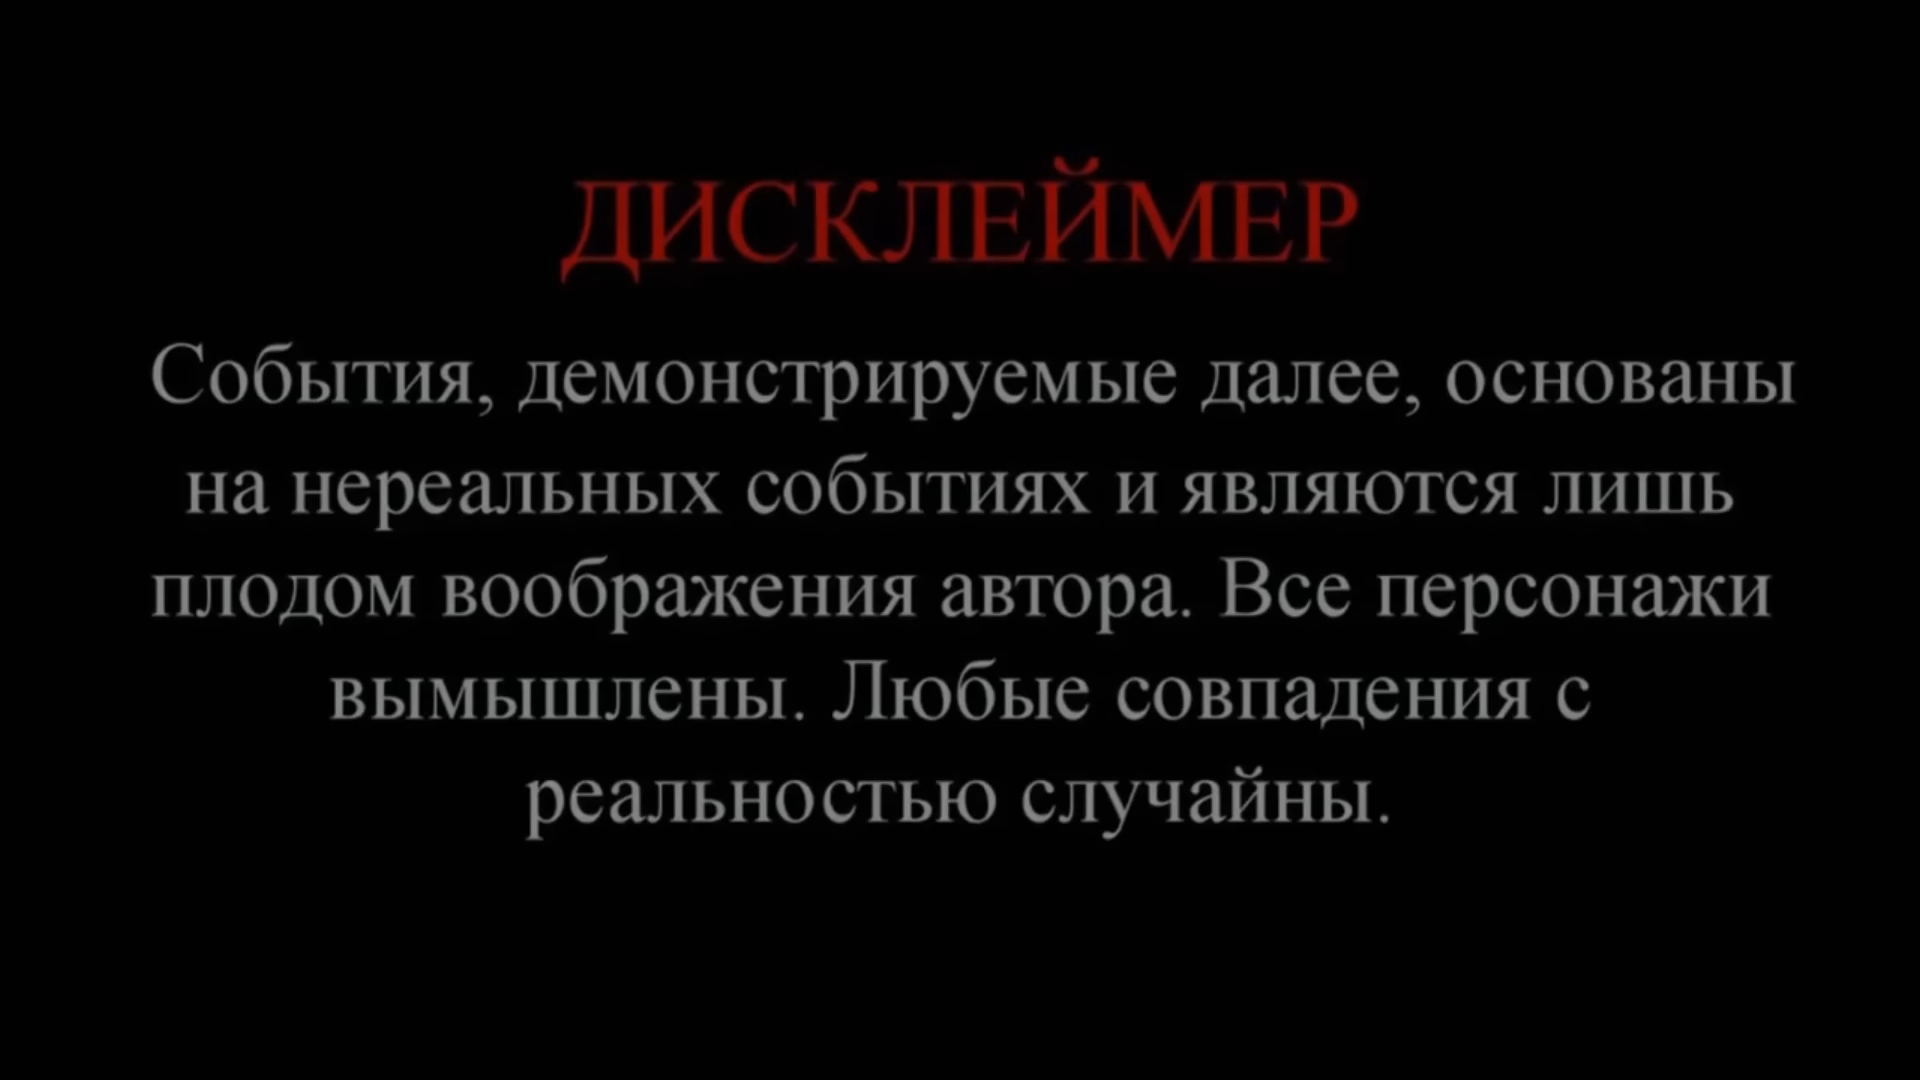 ДИСКЛЕЙМЕР
События, демонстрируемые далее, основаны
на нереальных событиях и являются лишь
плодом воображения автора. Все персонажи
вымышлены. Любые совпадения с
реальностью случайны.